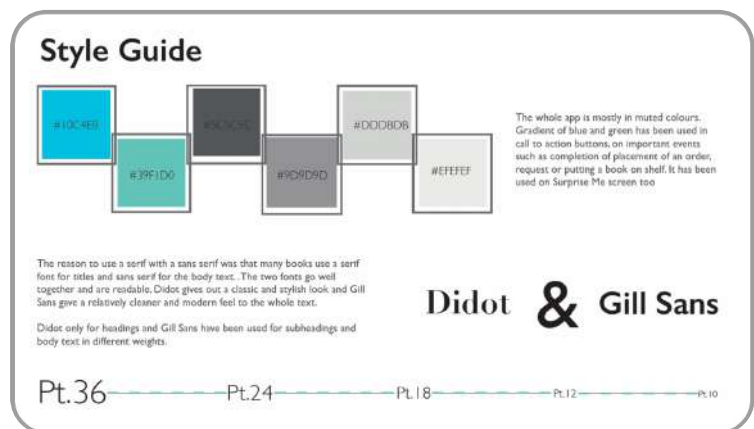 Style Guide
#10C4E0
#5C5C5C
#DDDBDB
#39F1D0
#9D9D9D
#EFEFEF
The whole app is mostly in muted colours.
Gradient of blue and green has been used in
call to action buttons, on important events
such as completion of placement of an order,
request or putting a book on shelf. It has been
used on Surprise Me screen too
The reason to use a serif with a sans serif was that many books use a serif
font for titles and sans serif for the body text. .The two fonts go well
together and are readable. Didot gives out a classic and stylish look and Gill
Sans gave a relatively cleaner and modern feel to the whole text.
Didot only for headings and Gill Sans have been used for subheadings and
body text in different weights.
Didot & Gill Sans
Pt.36 Pt.24 Pt.18 Pt.12 Pt.10